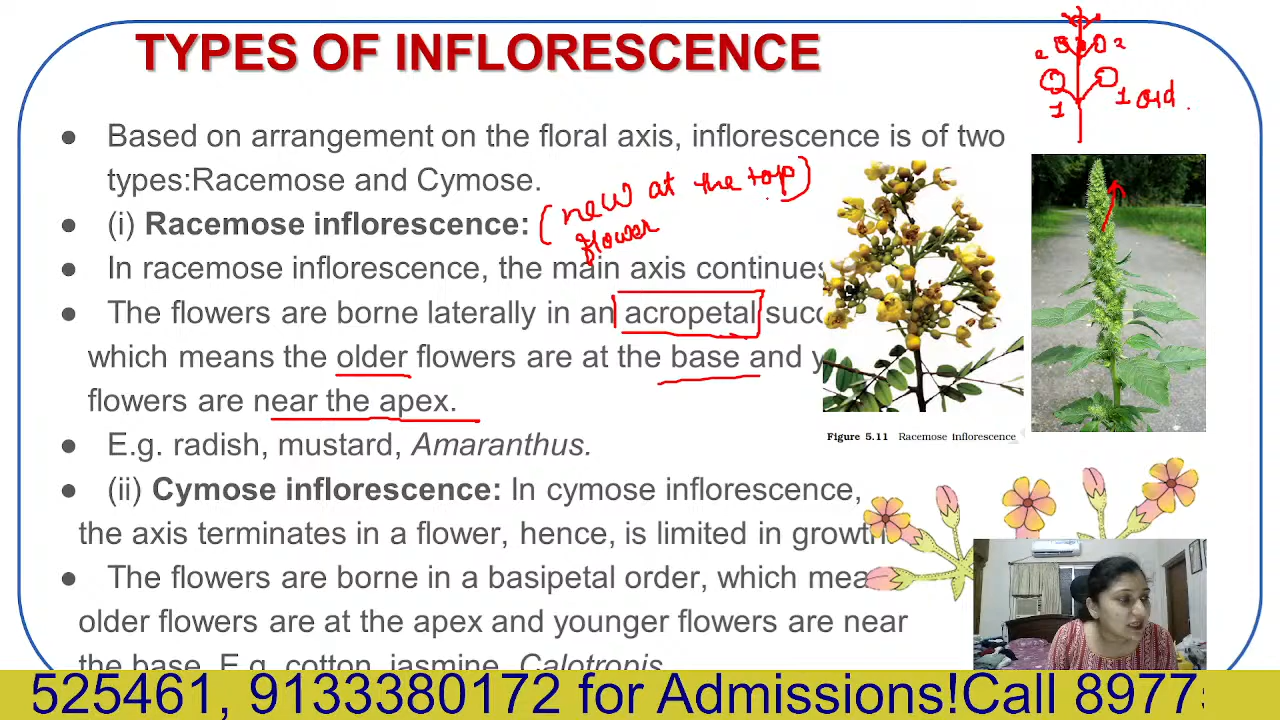 TYPES OF INFLORESCENCE
2 2
1 1 old.
● Based on arrangement on the floral axis, inflorescence is of two
types:Racemose and Cymose.
● (i) Racemose inflorescence: (new at the top)
flower
● In racemose inflorescence, the main axis continues
● The flowers are borne laterally in an acropetal succ
which means the older flowers are at the base and y
flowers are near the apex.
Figure 5.11 Racemose inflorescence
● E.g. radish, mustard, Amaranthus.
● (ii) Cymose inflorescence: In cymose inflorescence,
the axis terminates in a flower, hence, is limited in growth
● The flowers are borne in a basipetal order, which mea
older flowers are at the apex and younger flowers are near
the base. E.g. cotton, jasmine, Calotropis
525461, 9133380172 for Admissions!Call 8977